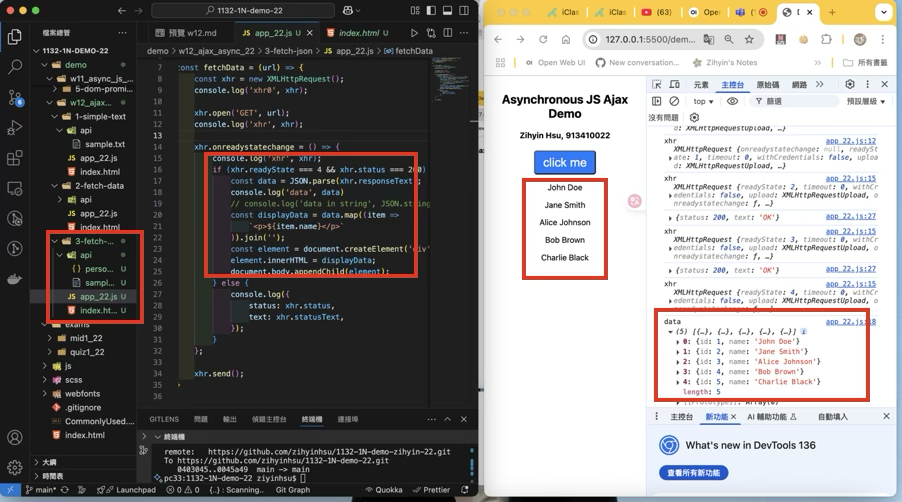 1132-1N-demo-22
檔案總管
1132-1N-DEMO-22
demo
w11_async_js_...
5-dom-promi...
w12_ajax...
1-simple-text
api
sample.txt
app_22.js
index.html
2-fetch-data
api
app_22.js
index.html
3-fetch-...
api
perso... U
sampl... U
app_22.js U
index.ht... U
exams
mid1_22
quiz1_22
js
scss
webfonts
.gitignore
CommonlyUsed....
index.html
大綱
時間表
預覽 w12.md
app_22.js U
index.html
demo > w12_ajax_async_22 > 3-fetch-json > app_22.js > fetchData
7 const fetchData = (url) => {
8 const xhr = new XMLHttpRequest();
9 console.log('xhr0', xhr);
10
11 xhr.open('GET', url);
12 console.log('xhr', xhr);
13
14 xhr.onreadystatechange = () => {
15 console.log('xhr', xhr);
16 if (xhr.readyState === 4 && xhr.status === 200)
17 const data = JSON.parse(xhr.responseText);
18 console.log('data', data)
19 // console.log('data in string', JSON.string
20 const displayData = data.map((item =>
21 `<p>${item.name}</p>`
22 )).join('');
23 const element = document.createElement('div'
24 element.innerHTML = displayData;
25 document.body.appendChild(element);
26 } else {
27 console.log({
28 status: xhr.status,
29 text: xhr.statusText,
30 });
31 }
32 };
33
34 xhr.send();
35 }
36
GITLENS 問題 輸出 偵錯主控台 終端機 連接埠
終端機
remote: https://github.com/zihyinhsu/1132-1N-demo-zihyin-22.git
To https://github.com/zihyinhsu/1132-1N-demo-22.git
0403045..0045a49 main -> main
pc33:1132-1N-demo-22 ziyinhsu$
main* Launchpad 0 0 {..} : Scanning.. Git Graph Quokka Prettier
iClas
iClas
(63)
Ope
127.0.0.1:5500/dem...
Open WebUI
New conversation...
Zihyin's Notes
所有書籤
Asynchronous JS Ajax
Demo
Zihyin Hsu, 913410022
click me
John Doe
Jane Smith
Alice Johnson
Bob Brown
Charlie Black
元素 主控台 原始碼 網路
top 篩選 預設層級
沒有問題
XMLHttpRequestUpload, …}
xhr app_22.js:12
XMLHttpRequest {onreadystatechange: null, readyStat
e: 1, timeout: 0, withCredentials: false, uploa
d: XMLHttpRequestUpload, …}
xhr app_22.js:15
XMLHttpRequest {readyState: 2, timeout: 0, withCr
edentials: false, upload: XMLHttpRequestUpload, o
nreadystatechange: ƒ, …}
{status: 200, text: 'OK'} app_22.js:27
xhr app_22.js:15
XMLHttpRequest {readyState: 3, timeout: 0, withCr
edentials: false, upload: XMLHttpRequestUpload, o
nreadystatechange: ƒ, …}
{status: 200, text: 'OK'} app_22.js:27
xhr app_22.js:15
XMLHttpRequest {readyState: 4, timeout: 0, withCr
edentials: false, upload: XMLHttpRequestUpload, o
nreadystatechange: ƒ, …}
data app_22.js:18
(5) [{…}, {…}, {…}, {…}, {…}]
0: {id: 1, name: 'John Doe'}
1: {id: 2, name: 'Jane Smith'}
2: {id: 3, name: 'Alice Johnson'}
3: {id: 4, name: 'Bob Brown'}
4: {id: 5, name: 'Charlie Black'}
length: 5
主控台 新功能 AI 輔助功能 自動填入
What's new in DevTools 136
查看所有新功能